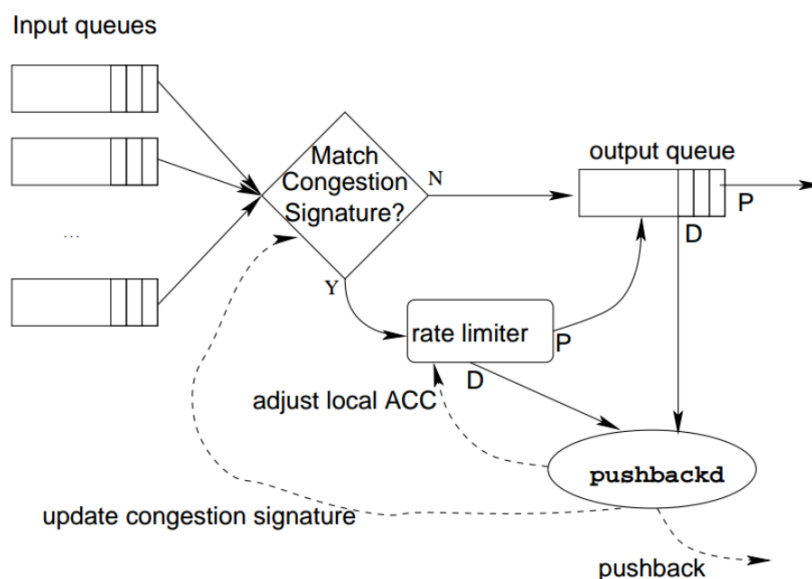 Input queues
...
Match
Congestion
Signature?
N
Y
output queue
P
D
rate limiter
P
D
adjust local ACC
pushbackd
update congestion signature
pushback